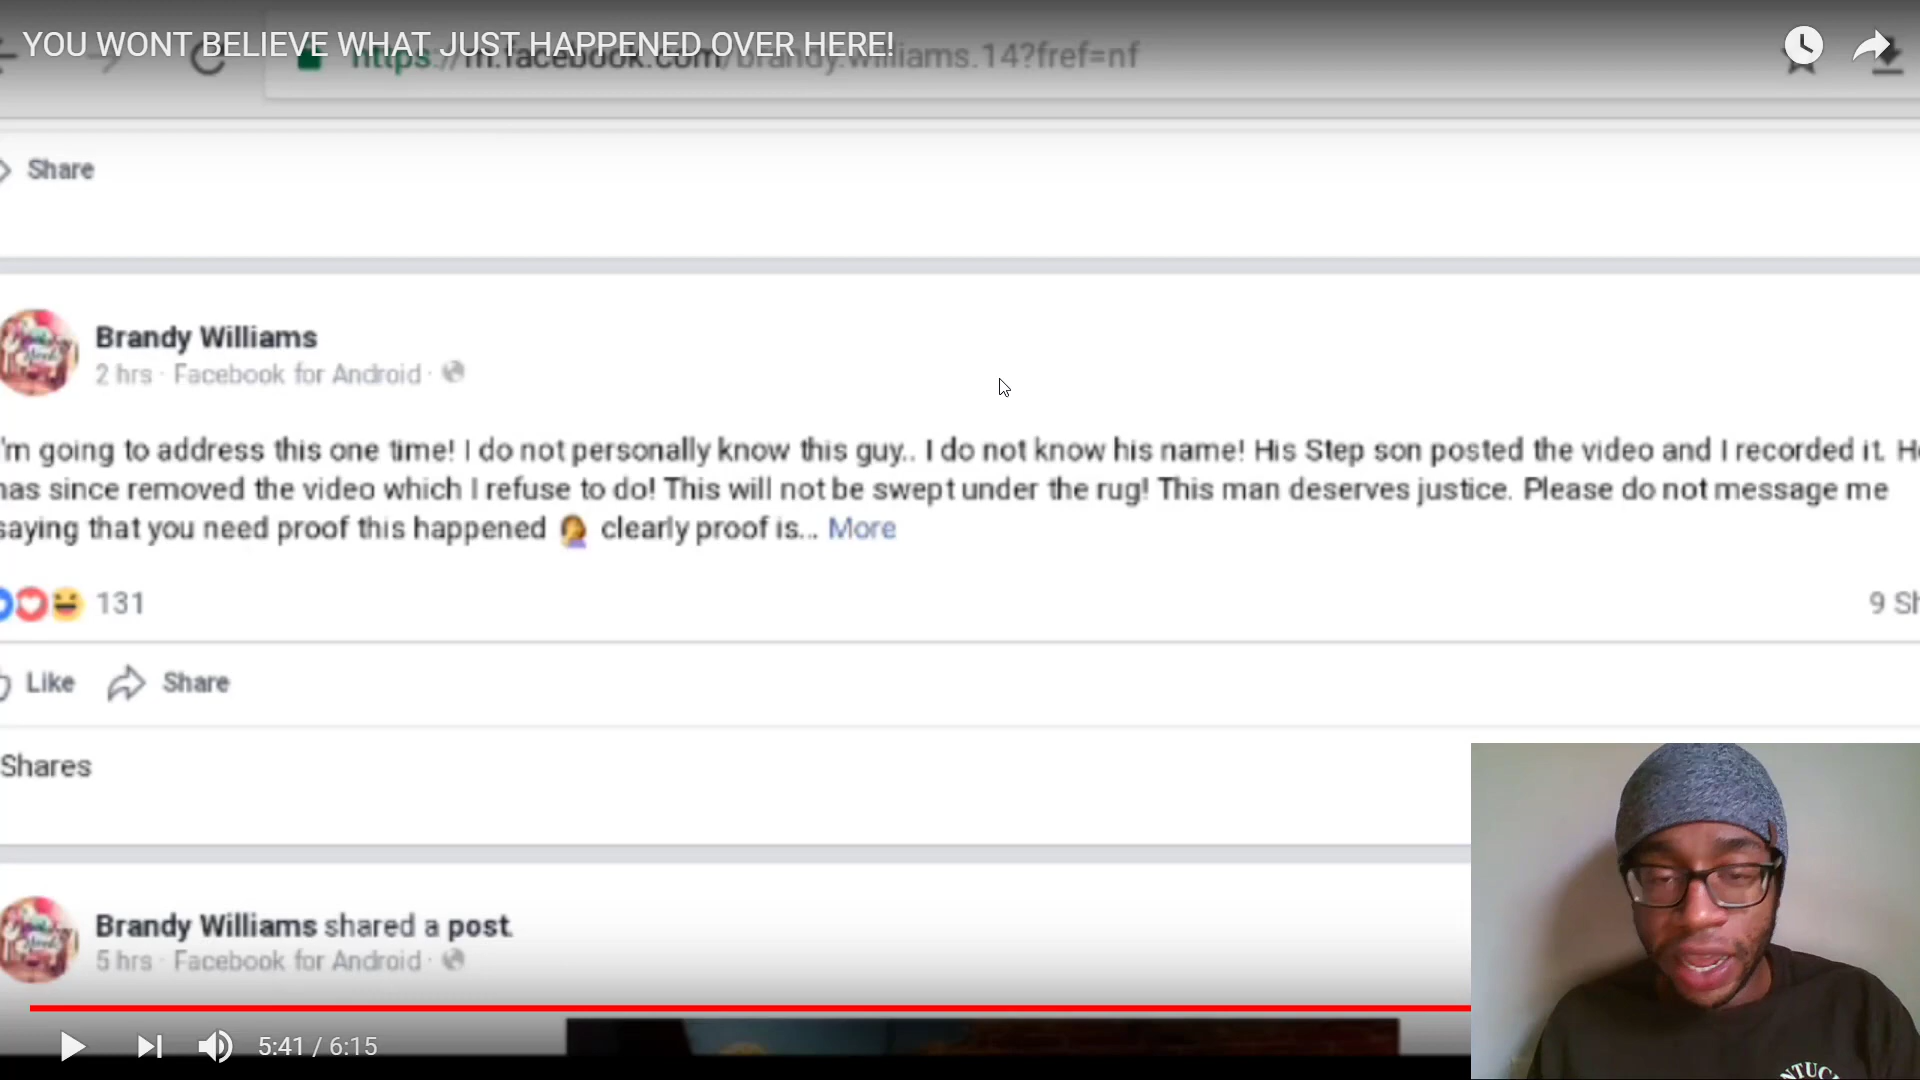 YOU WONT BELIEVE WHAT JUST HAPPENED OVER HERE!
https://m.facebook.com/brandy.williams.14?fref=nf
Share
Brandy Williams
2 hrs · Facebook for Android ·
'm going to address this one time! I do not personally know this guy.. I do not know his name! His Step son posted the video and I recorded it. He
has since removed the video which I refuse to do! This will not be swept under the rug! This man deserves justice. Please do not message me
saying that you need proof this happened 🤦 clearly proof is... More
131
9 Sh
Like Share
Shares
Brandy Williams shared a post.
5 hrs · Facebook for Android ·
5:41 / 6:15
NTUC